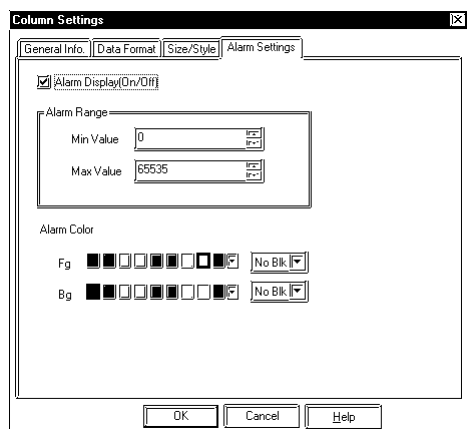 Column Settings
General Info. Data Format Size/Style Alarm Settings
Alarm Display(On/Off)
Alarm Range
Min Value 0
Max Value 65535
Alarm Color
Fg No Blk
Bg No Blk
OK Cancel Help